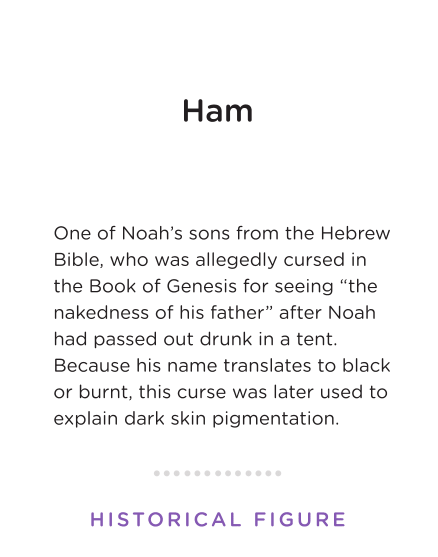 Ham
One of Noah’s sons from the Hebrew
Bible, who was allegedly cursed in
the Book of Genesis for seeing “the
nakedness of his father” after Noah
had passed out drunk in a tent.
Because his name translates to black
or burnt, this curse was later used to
explain dark skin pigmentation.
HISTORICAL FIGURE